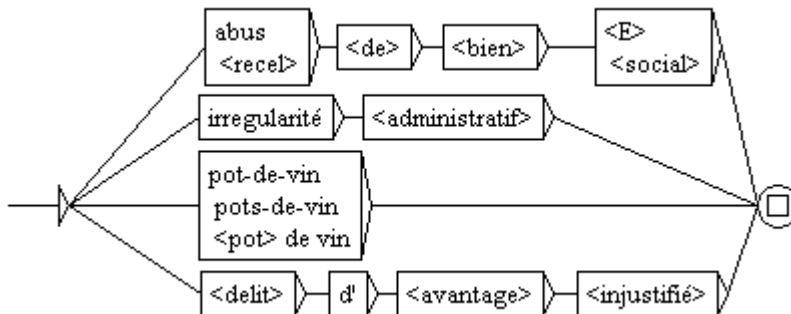 abus
<recel>
<de>
<bien>
<E>
<social>
irregularité
<administratif>
pot-de-vin
pots-de-vin
<pot> de vin
<delit>
d'
<avantage>
<injustifié>